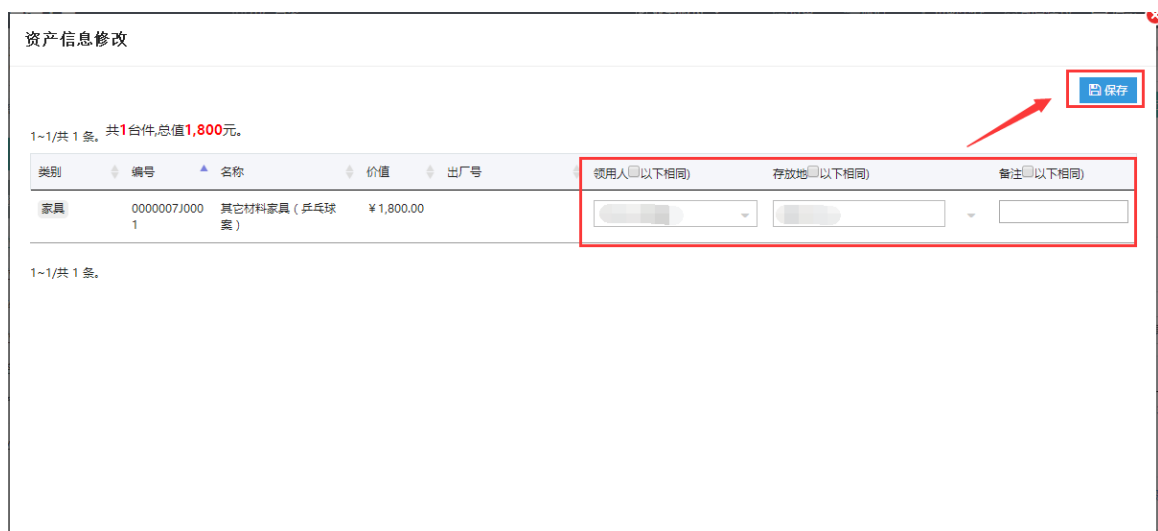 资产信息修改
保存
1~1/共 1 条。 共1台件,总值1,800元。
类别 编号 名称 价值 出厂号 领用人 以下相同) 存放地 以下相同) 备注 以下相同)
家具 0000007J000 其它材料家具（乒乓球 ￥1,800.00
1 案）
1~1/共 1 条。